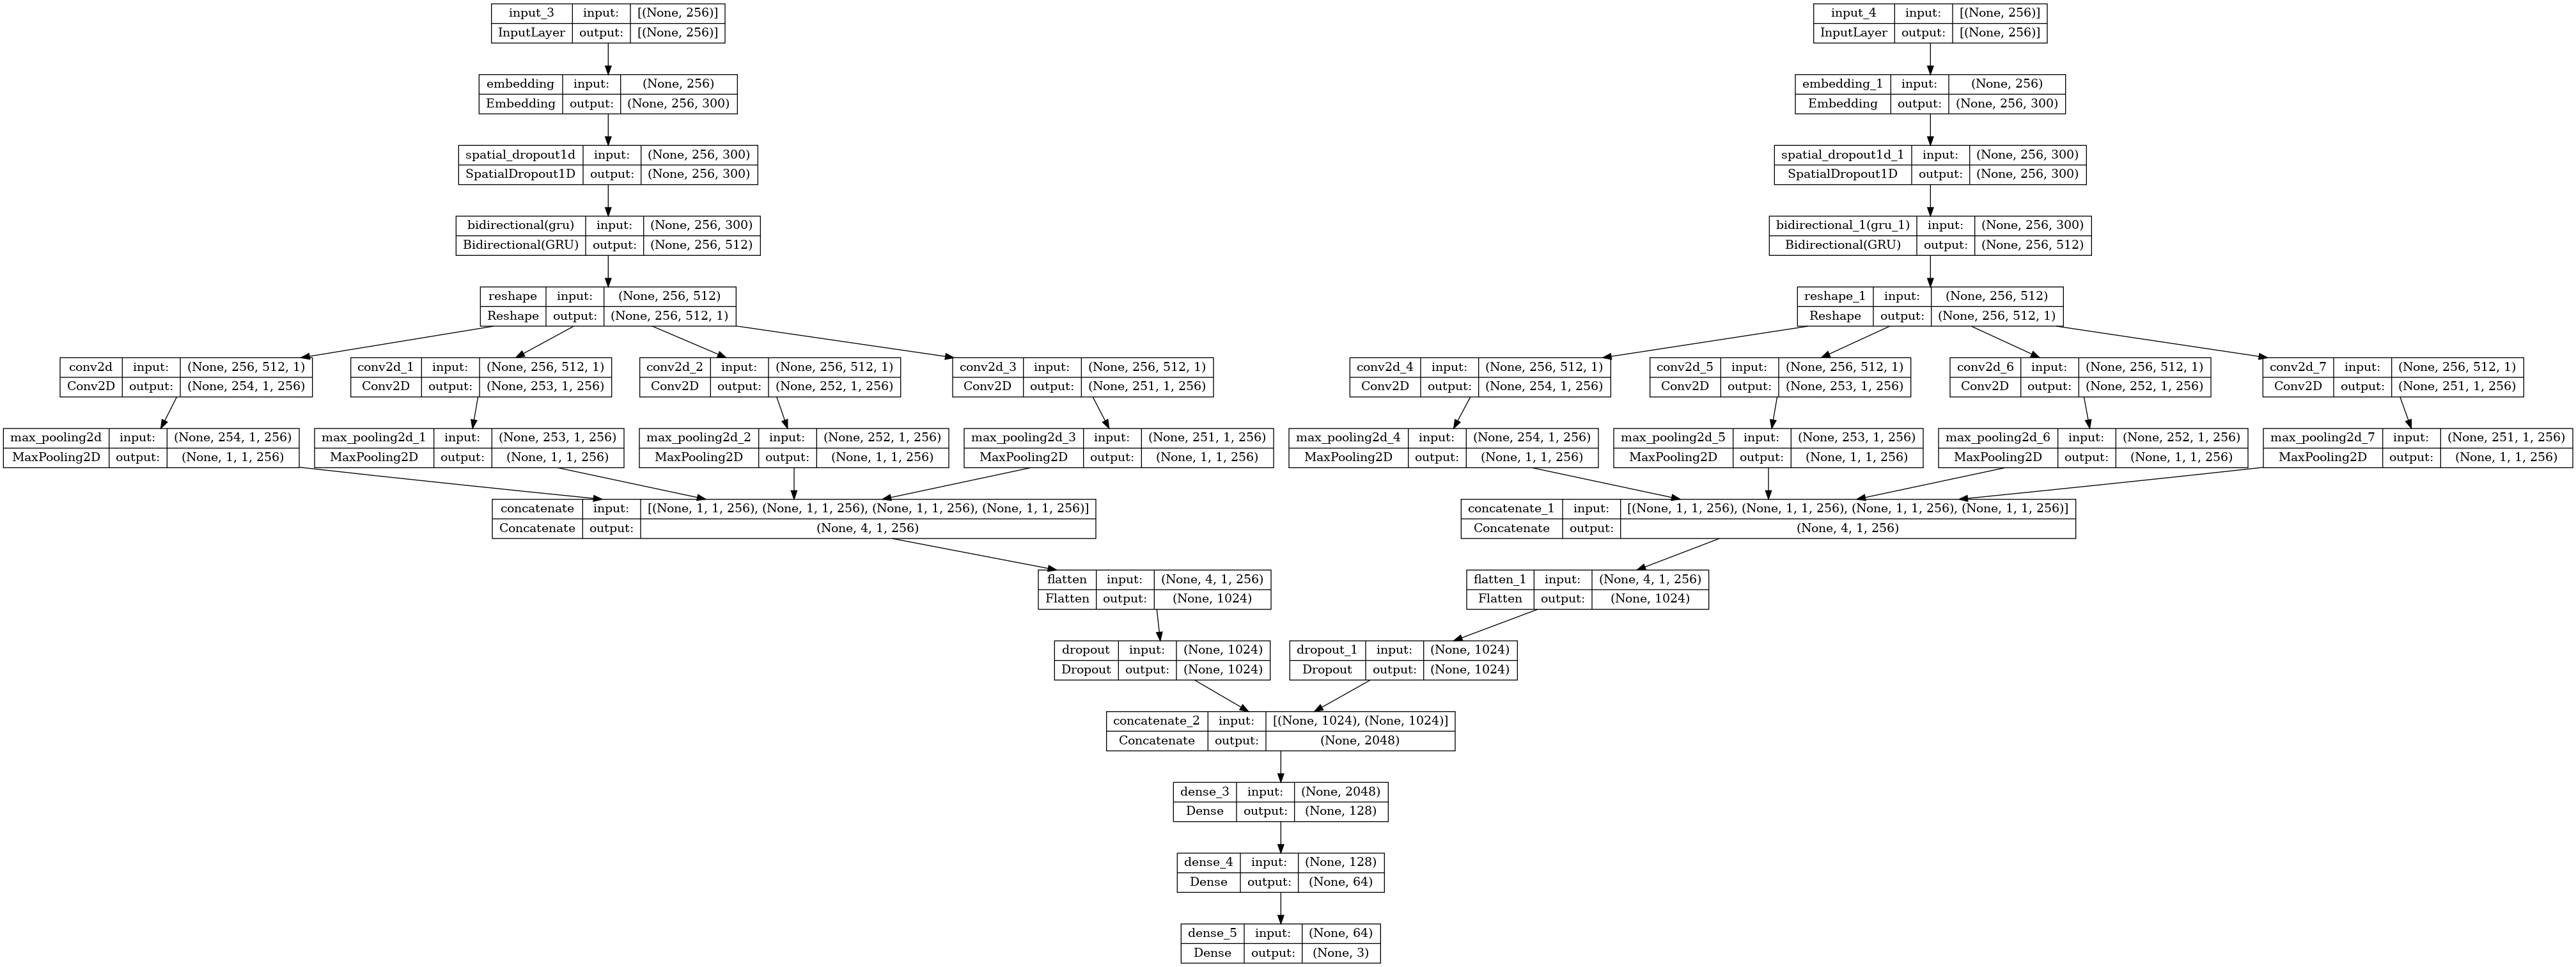 input_3 input: [(None, 256)]
InputLayer output: [(None, 256)]
input_4 input: [(None, 256)]
InputLayer output: [(None, 256)]
embedding input: (None, 256)
Embedding output: (None, 256, 300)
embedding_1 input: (None, 256)
Embedding output: (None, 256, 300)
spatial_dropout1d input: (None, 256, 300)
SpatialDropout1D output: (None, 256, 300)
spatial_dropout1d_1 input: (None, 256, 300)
SpatialDropout1D output: (None, 256, 300)
bidirectional(gru) input: (None, 256, 300)
Bidirectional(GRU) output: (None, 256, 512)
bidirectional_1(gru_1) input: (None, 256, 300)
Bidirectional(GRU) output: (None, 256, 512)
reshape input: (None, 256, 512)
Reshape output: (None, 256, 512, 1)
reshape_1 input: (None, 256, 512)
Reshape output: (None, 256, 512, 1)
conv2d input: (None, 256, 512, 1)
Conv2D output: (None, 254, 1, 256)
conv2d_1 input: (None, 256, 512, 1)
Conv2D output: (None, 253, 1, 256)
conv2d_2 input: (None, 256, 512, 1)
Conv2D output: (None, 252, 1, 256)
conv2d_3 input: (None, 256, 512, 1)
Conv2D output: (None, 251, 1, 256)
conv2d_4 input: (None, 256, 512, 1)
Conv2D output: (None, 254, 1, 256)
conv2d_5 input: (None, 256, 512, 1)
Conv2D output: (None, 253, 1, 256)
conv2d_6 input: (None, 256, 512, 1)
Conv2D output: (None, 252, 1, 256)
conv2d_7 input: (None, 256, 512, 1)
Conv2D output: (None, 251, 1, 256)
max_pooling2d input: (None, 254, 1, 256)
MaxPooling2D output: (None, 1, 1, 256)
max_pooling2d_1 input: (None, 253, 1, 256)
MaxPooling2D output: (None, 1, 1, 256)
max_pooling2d_2 input: (None, 252, 1, 256)
MaxPooling2D output: (None, 1, 1, 256)
max_pooling2d_3 input: (None, 251, 1, 256)
MaxPooling2D output: (None, 1, 1, 256)
max_pooling2d_4 input: (None, 254, 1, 256)
MaxPooling2D output: (None, 1, 1, 256)
max_pooling2d_5 input: (None, 253, 1, 256)
MaxPooling2D output: (None, 1, 1, 256)
max_pooling2d_6 input: (None, 252, 1, 256)
MaxPooling2D output: (None, 1, 1, 256)
max_pooling2d_7 input: (None, 251, 1, 256)
MaxPooling2D output: (None, 1, 1, 256)
concatenate input: [(None, 1, 1, 256), (None, 1, 1, 256), (None, 1, 1, 256), (None, 1, 1, 256)]
Concatenate output: (None, 4, 1, 256)
concatenate_1 input: [(None, 1, 1, 256), (None, 1, 1, 256), (None, 1, 1, 256), (None, 1, 1, 256)]
Concatenate output: (None, 4, 1, 256)
flatten input: (None, 4, 1, 256)
Flatten output: (None, 1024)
flatten_1 input: (None, 4, 1, 256)
Flatten output: (None, 1024)
dropout input: (None, 1024)
Dropout output: (None, 1024)
dropout_1 input: (None, 1024)
Dropout output: (None, 1024)
concatenate_2 input: [(None, 1024), (None, 1024)]
Concatenate output: (None, 2048)
dense_3 input: (None, 2048)
Dense output: (None, 128)
dense_4 input: (None, 128)
Dense output: (None, 64)
dense_5 input: (None, 64)
Dense output: (None, 3)